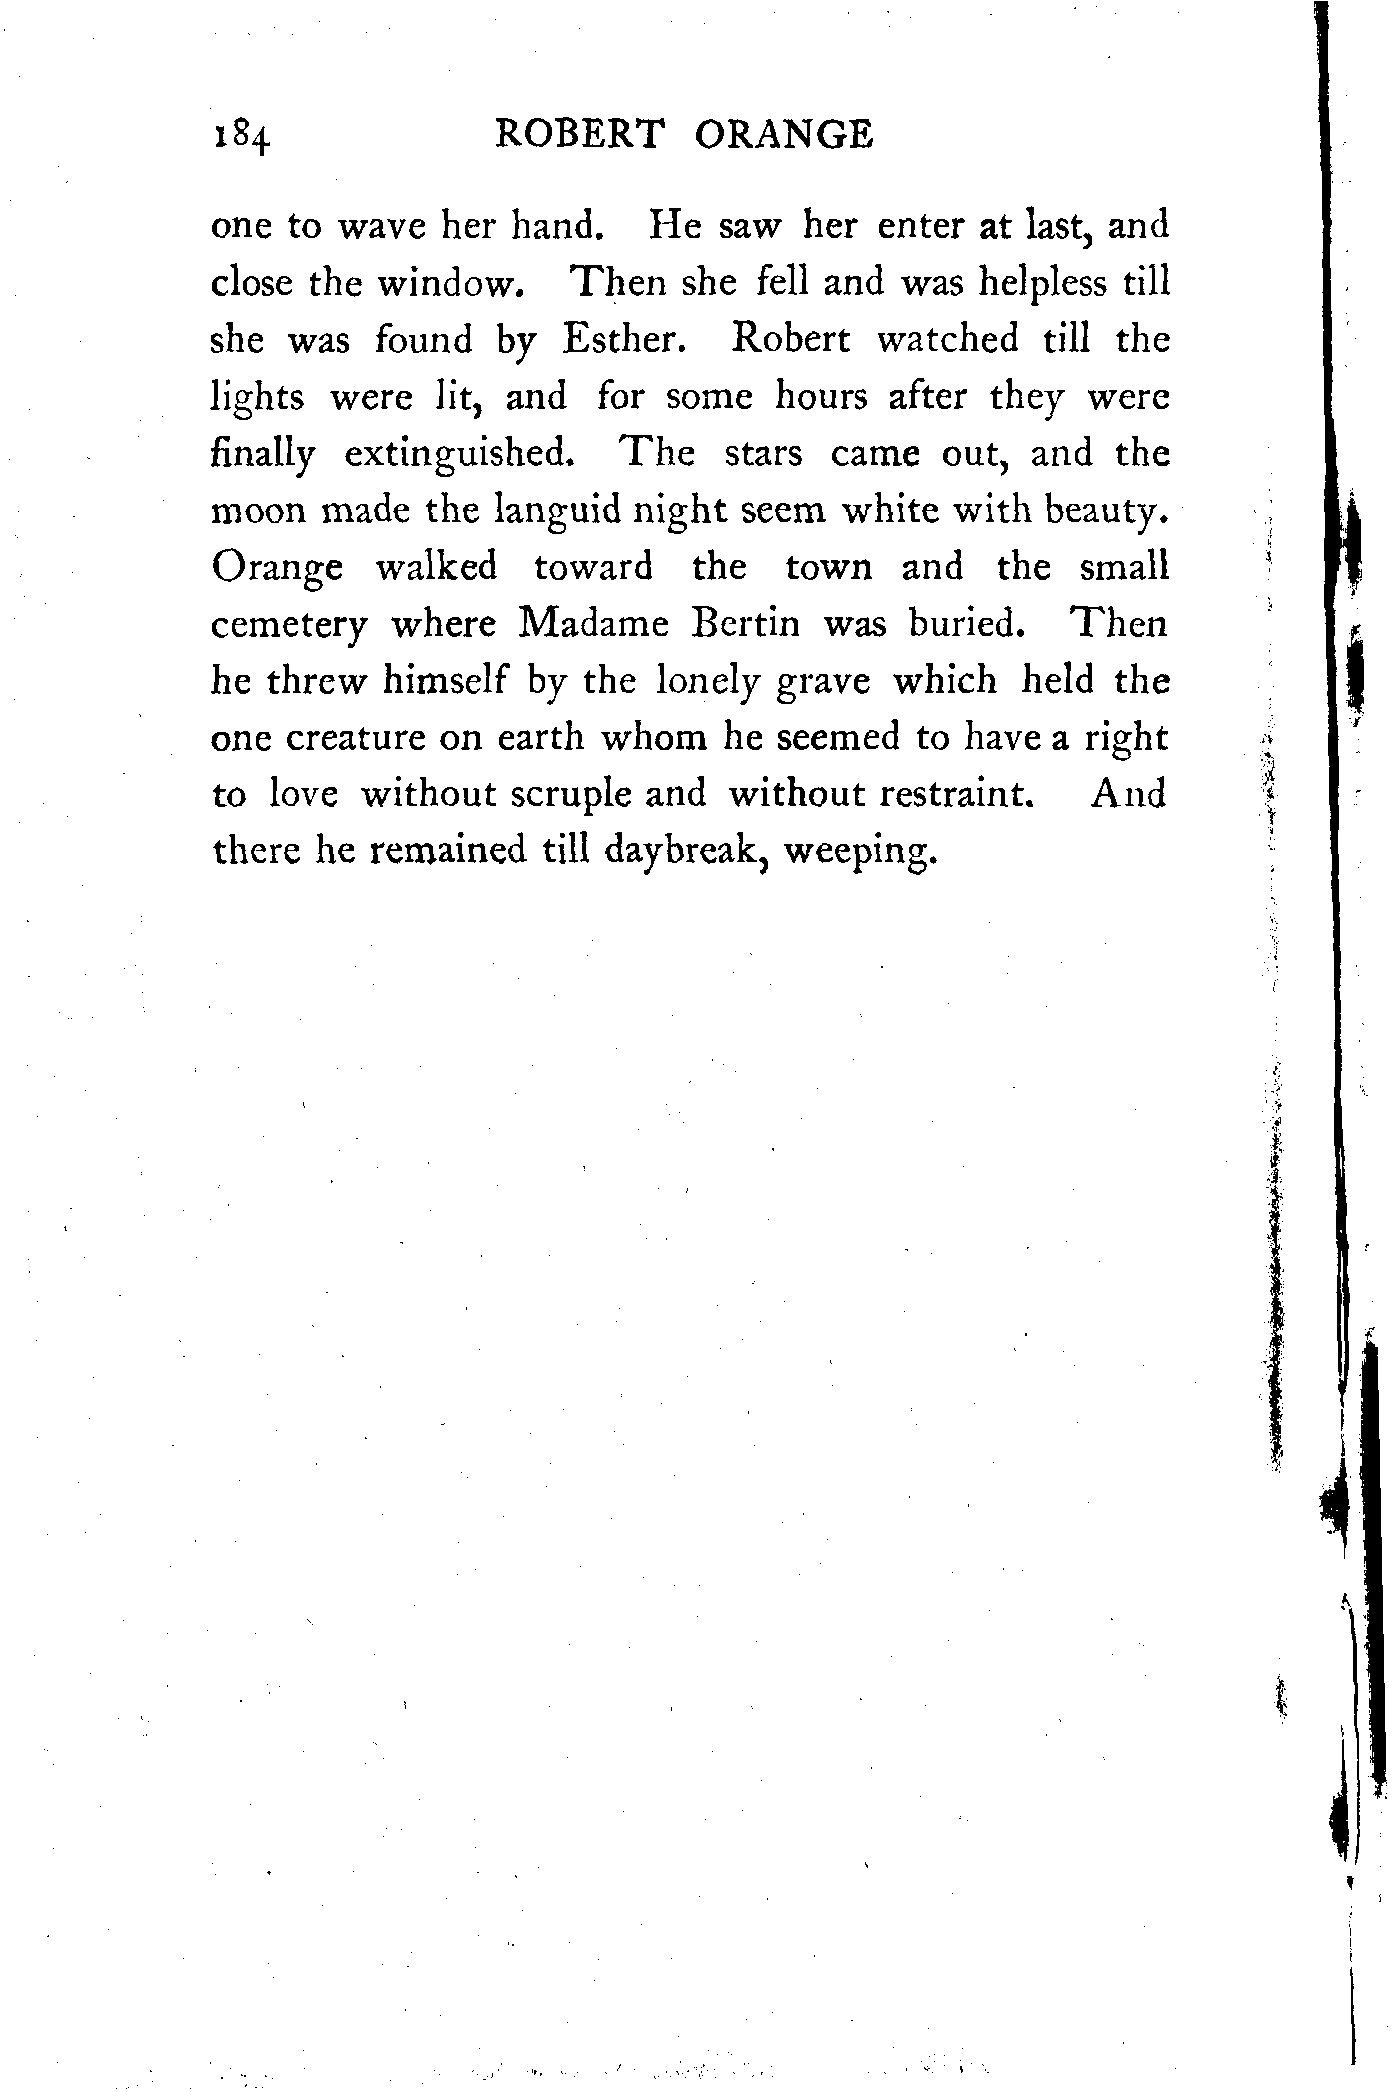 184 ROBERT ORANGE
one to wave her hand. He saw her enter at last, and
close the window. Then she fell and was helpless till
she was found by Esther. Robert watched till the
lights were lit, and for some hours after they were
finally extinguished. The stars came out, and the
moon made the languid night seem white with beauty.
Orange walked toward the town and the small
cemetery where Madame Bertin was buried. Then
he threw himself by the lonely grave which held the
one creature on earth whom he seemed to have a right
to love without scruple and without restraint. And
there he remained till daybreak, weeping.